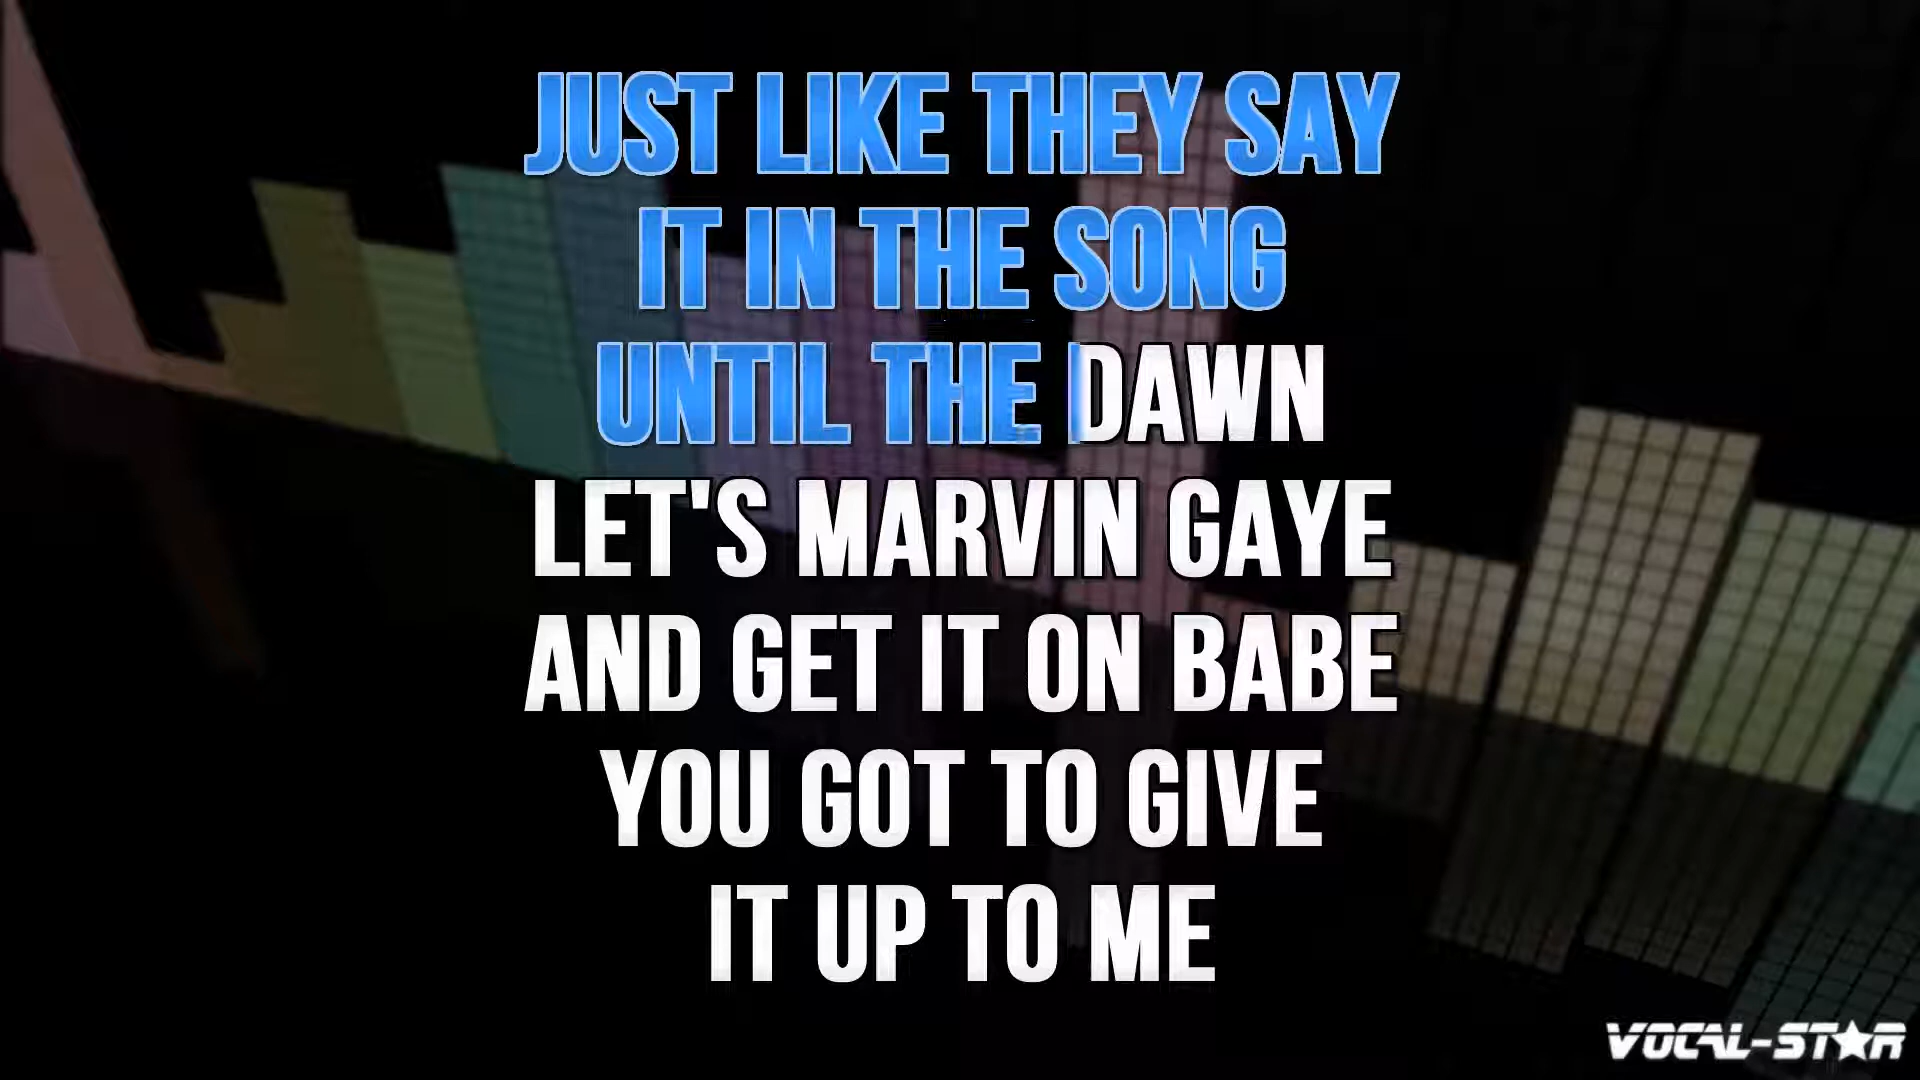 JUST LIKE THEY SAY
IT IN THE SONG
UNTIL THE DAWN
LET'S MARVIN GAYE
AND GET IT ON BABE
YOU GOT TO GIVE
IT UP TO ME
VOCAL-STAR